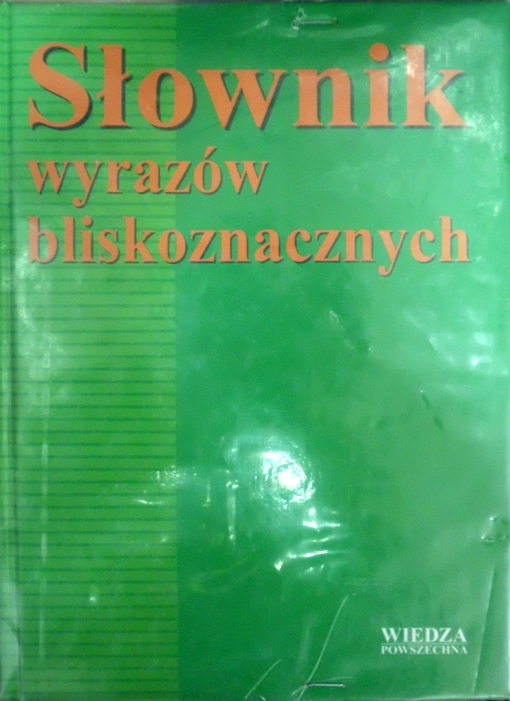 Słownik
wyrazów
bliskoznacznych
WIEDZA
POWSZECHNA